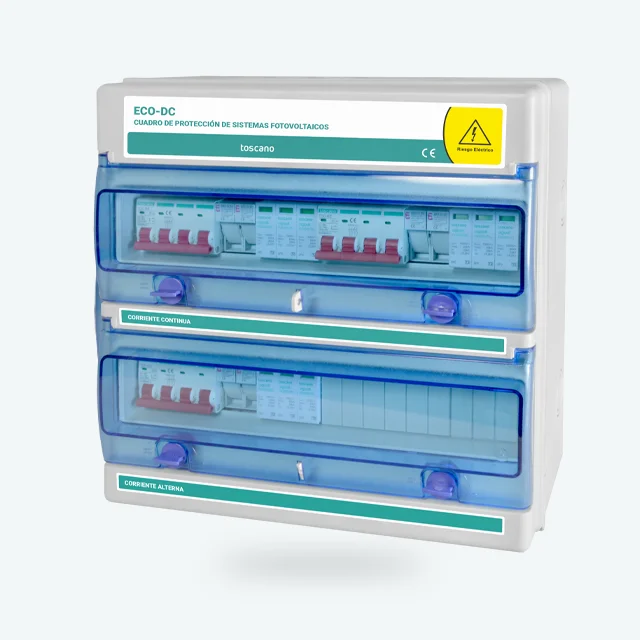 ECO-DC
CUADRO DE PROTECCIÓN DE SISTEMAS FOTOVOLTAICOS
toscano
CE
Riesgo Eléctrico
CORRIENTE CONTINUA
CORRIENTE ALTERNA